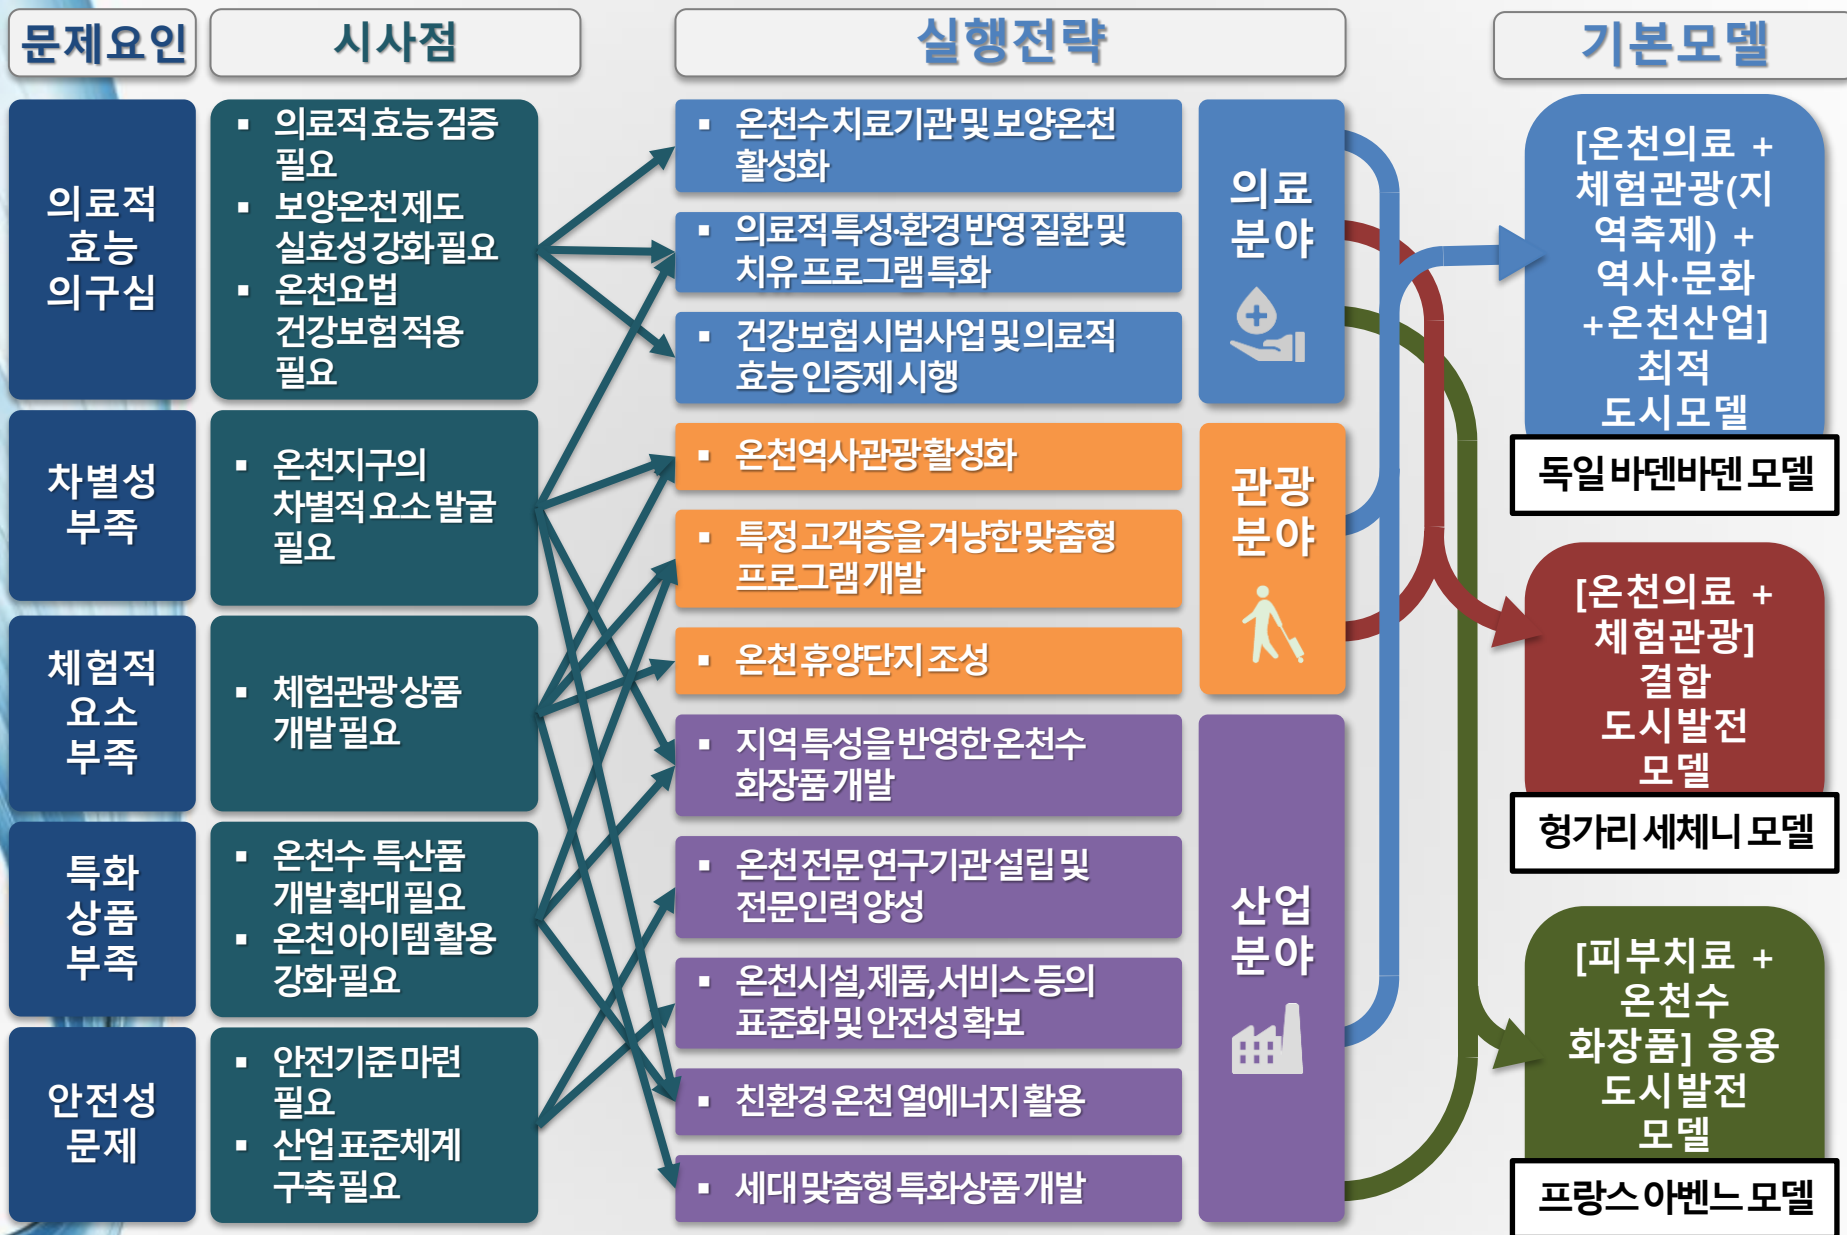 문제요인
시사점
실행전략
기본모델
의료적
효능
의구심
▪ 의료적 효능 검증
필요
▪ 보양온천 제도
실효성 강화 필요
▪ 온천요법
건강보험 적용
필요
차별성
부족
▪ 온천지구의
차별적 요소 발굴
필요
체험적
요소
부족
▪ 체험관광 상품
개발 필요
특화
상품
부족
▪ 온천수 특산품
개발 확대 필요
▪ 온천 아이템 활용
강화 필요
안전성
문제
▪ 안전기준 마련
필요
▪ 산업 표준체계
구축 필요
▪ 온천수 치료기관 및 보양온천
활성화
▪ 의료적 특성·환경 반영 질환 및
치유 프로그램 특화
▪ 건강보험 시범사업 및 의료적
효능 인증제 시행
의료
분야
▪ 온천역사관광 활성화
▪ 특정 고객층을 겨냥한 맞춤형
프로그램 개발
▪ 온천 휴양단지 조성
관광
분야
▪ 지역 특성을 반영한 온천수
화장품 개발
▪ 온천 전문 연구기관 설립 및
전문인력 양성
▪ 온천시설, 제품, 서비스 등의
표준화 및 안전성 확보
▪ 친환경 온천 열에너지 활용
▪ 세대 맞춤형 특화상품 개발
산업
분야
[온천의료 +
체험관광(지
역축제) +
역사·문화
+온천산업]
최적
도시모델
독일 바덴바덴 모델
[온천의료 +
체험관광]
결합
도시발전
모델
헝가리 세체니 모델
[피부치료 +
온천수
화장품] 응용
도시발전
모델
프랑스 아벤느 모델